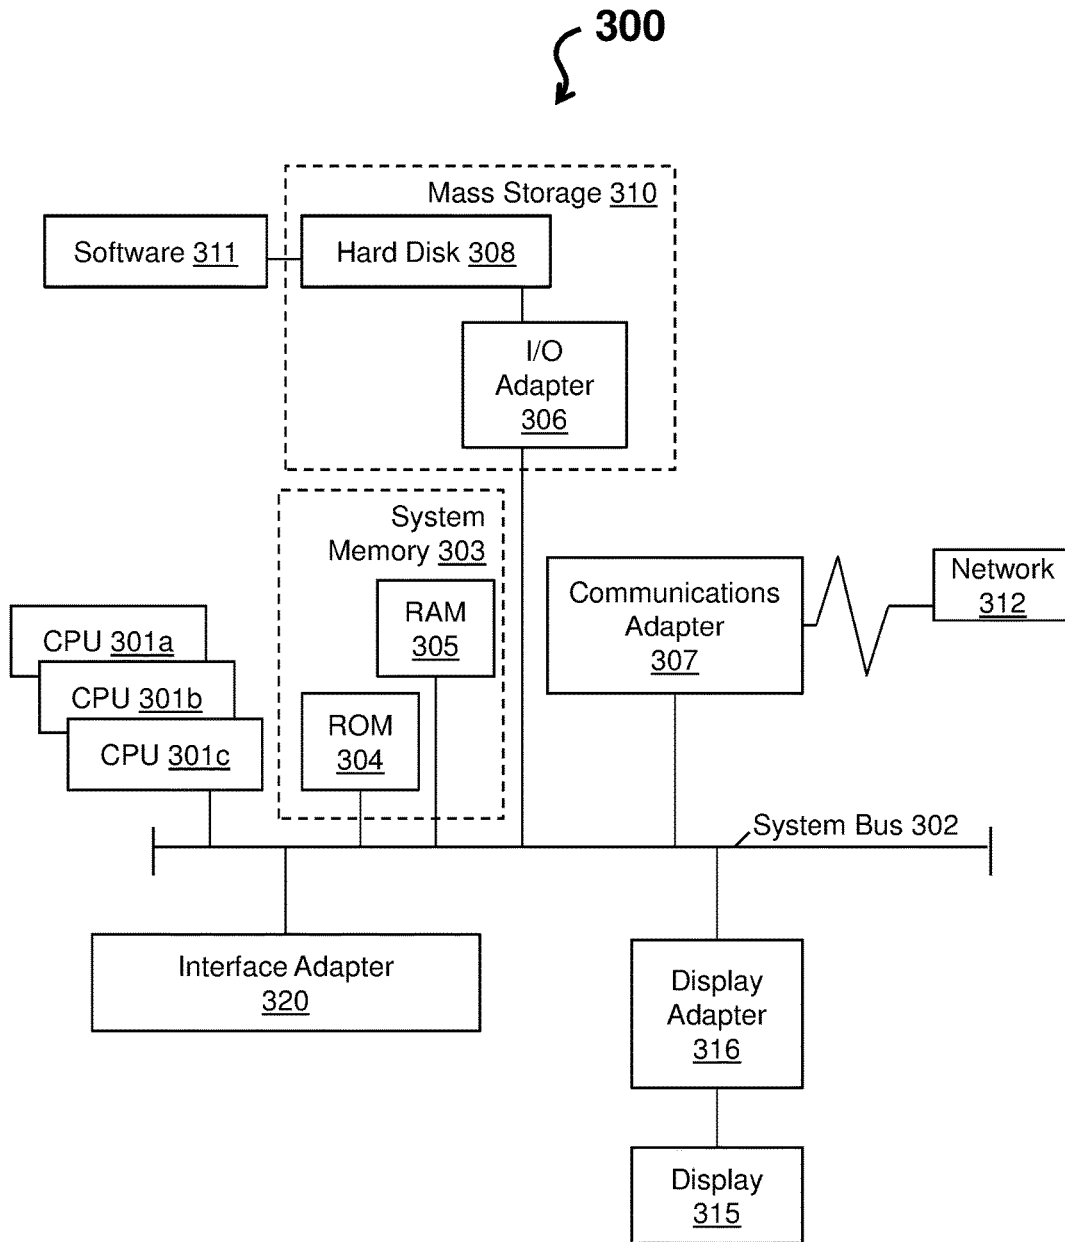 300
Mass Storage 310
Software 311
Hard Disk 308
I/O
Adapter
306
System
Memory 303
RAM
305
ROM
304
CPU 301a
CPU 301b
CPU 301c
Communications
Adapter
307
Network
312
System Bus 302
Interface Adapter
320
Display
Adapter
316
Display
315